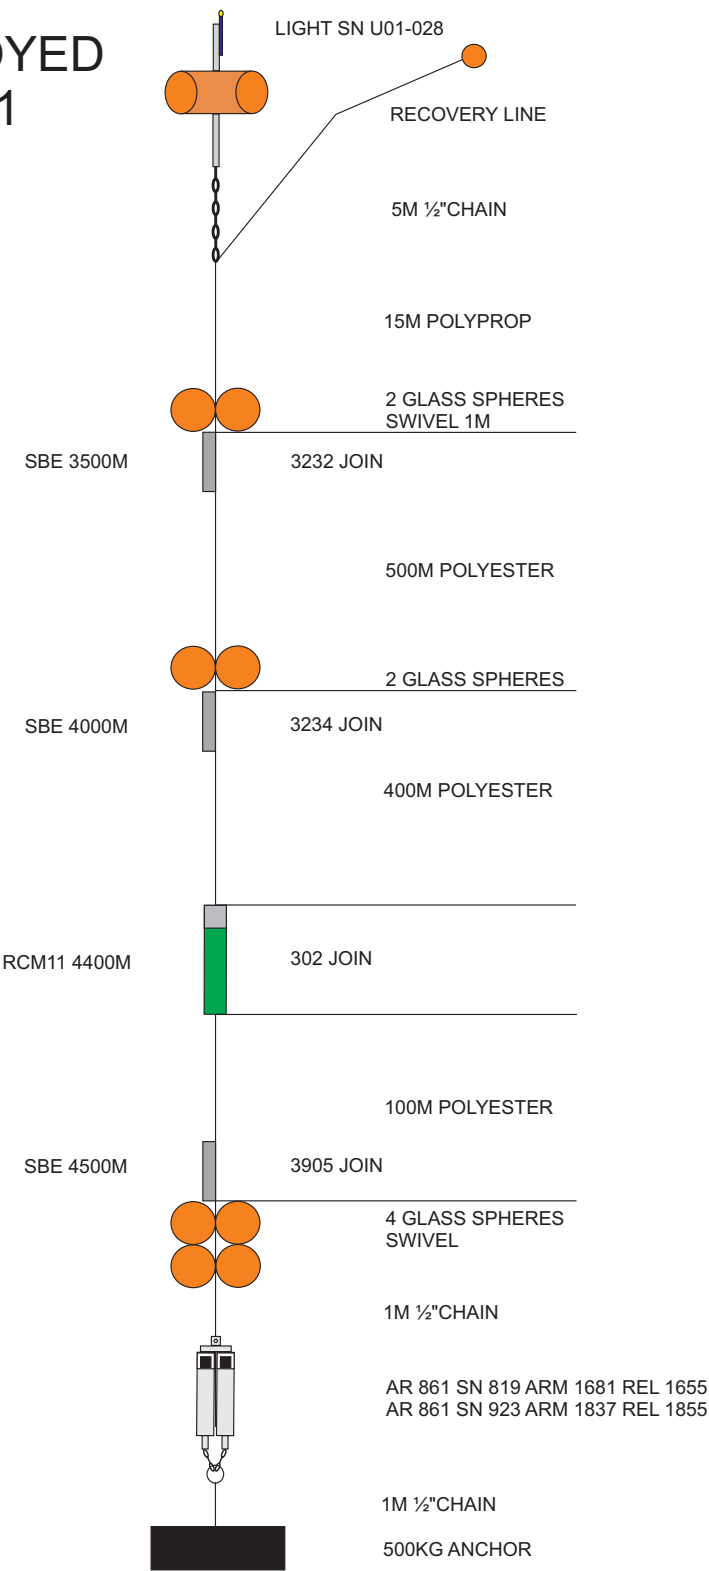 LIGHT SN U01-028
OYED
1
RECOVERY LINE
5M ½"CHAIN
15M POLYPROP
2 GLASS SPHERES
SWIVEL 1M
SBE 3500M
3232 JOIN
500M POLYESTER
2 GLASS SPHERES
SBE 4000M
3234 JOIN
400M POLYESTER
RCM11 4400M
302 JOIN
100M POLYESTER
SBE 4500M
3905 JOIN
4 GLASS SPHERES
SWIVEL
1M ½"CHAIN
AR 861 SN 819 ARM 1681 REL 1655
AR 861 SN 923 ARM 1837 REL 1855
1M ½"CHAIN
500KG ANCHOR